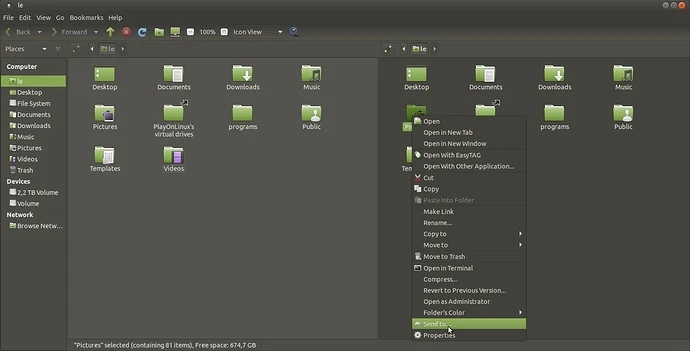 le
File Edit View Go Bookmarks Help
Back Forward 100% Icon View
Places le le
Computer
le
Desktop
File System
Documents
Downloads
Music
Pictures
Videos
Trash
Devices
2,2 TB Volume
Volume
Network
Browse Netw...
Desktop Documents Downloads Music
Pictures PlayOnLinux's virtual drives programs Public
Templates Videos
Desktop Documents Downloads Music
programs Public
Open
Open in New Tab
Open in New Window
Open With EasyTAG
Open With Other Application...
Cut
Copy
Paste Into Folder
Make Link
Rename...
Copy to
Move to
Move to Trash
Open in Terminal
Compress...
Revert to Previous Version...
Open as Administrator
Folder's Color
Send to...
Properties
"Pictures" selected (containing 81 items), Free space: 674,7 GB